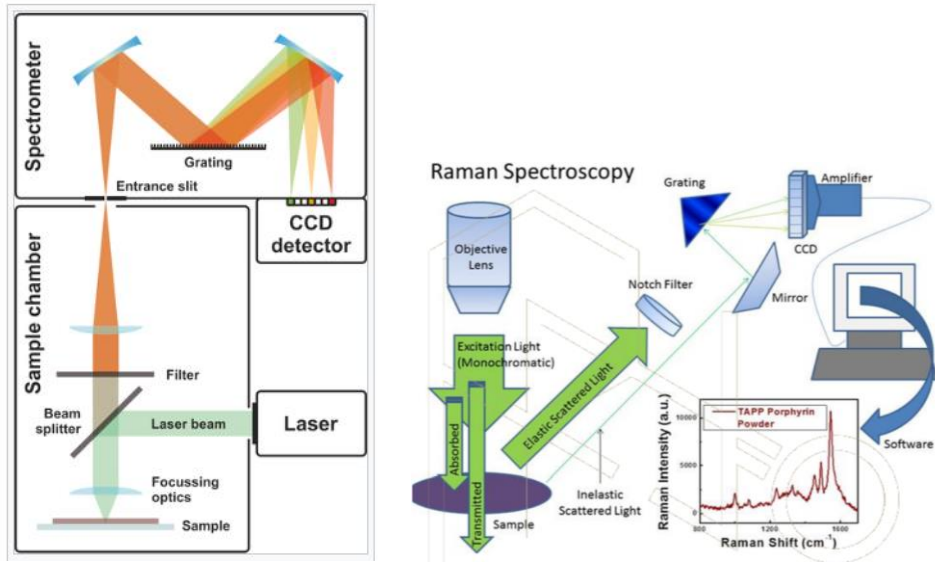 Spectrometer
Grating
Entrance slit
CCD
detector
Sample chamber
Filter
Beam
splitter
Laser beam
Laser
Focussing
optics
Sample
Raman Spectroscopy
Grating
Amplifier
CCD
Mirror
Objective
Lens
Notch Filter
Excitation Light
(Monochromatic)
Elastic Scattered Light
Absorbed
Transmitted
Sample
Inelastic
Scattered Light
Software
TAPP Porphyrin
Powder
Raman Intensity (a.u.)
10000
5000
0
800
1200
1600
Raman Shift (cm⁻¹)